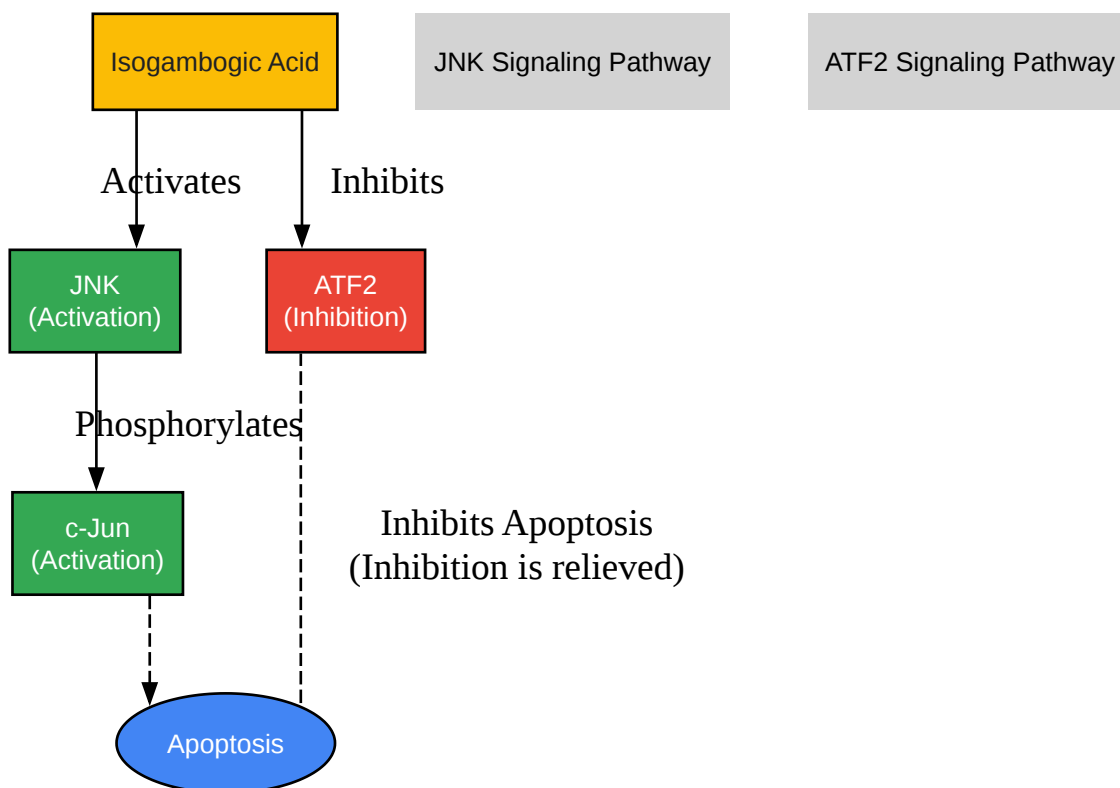 Isogambogic Acid
JNK Signaling Pathway
ATF2 Signaling Pathway
Activates
Inhibits
JNK
(Activation)
ATF2
(Inhibition)
Phosphorylates
c-Jun
(Activation)
Inhibits Apoptosis
(Inhibition is relieved)
Apoptosis